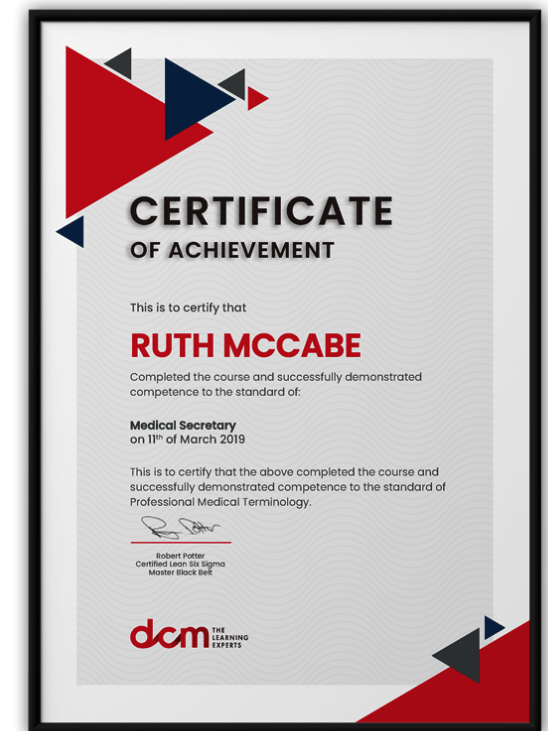 CERTIFICATE
OF ACHIEVEMENT
This is to certify that
RUTH MCCABE
Completed the course and successfully demonstrated
competence to the standard of:
Medical Secretary
on 11th of March 2019
This is to certify that the above completed the course and
successfully demonstrated competence to the standard of
Professional Medical Terminology.
Robert Potter
Certified Lean Six Sigma
Master Black Belt
dcm THE
LEARNING
EXPERTS